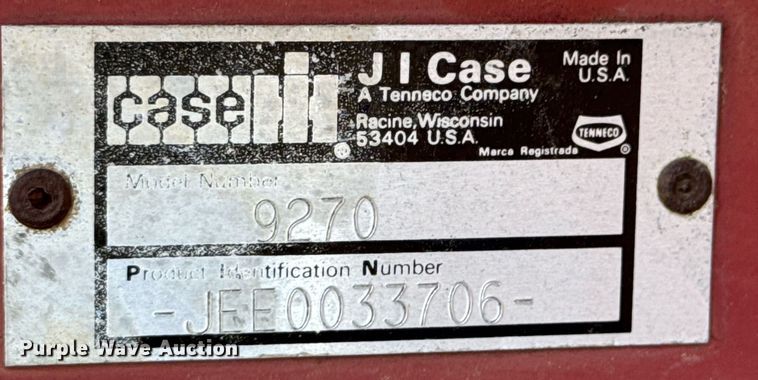 case IH
J I Case
A Tenneco Company
Racine, Wisconsin
53404 U.S.A.
Made In
U.S.A.
TENNECO
®
®
Marca Registrada
Model Number
9270
Product Identification Number
-JEE0033706-
Purple Wave Auction